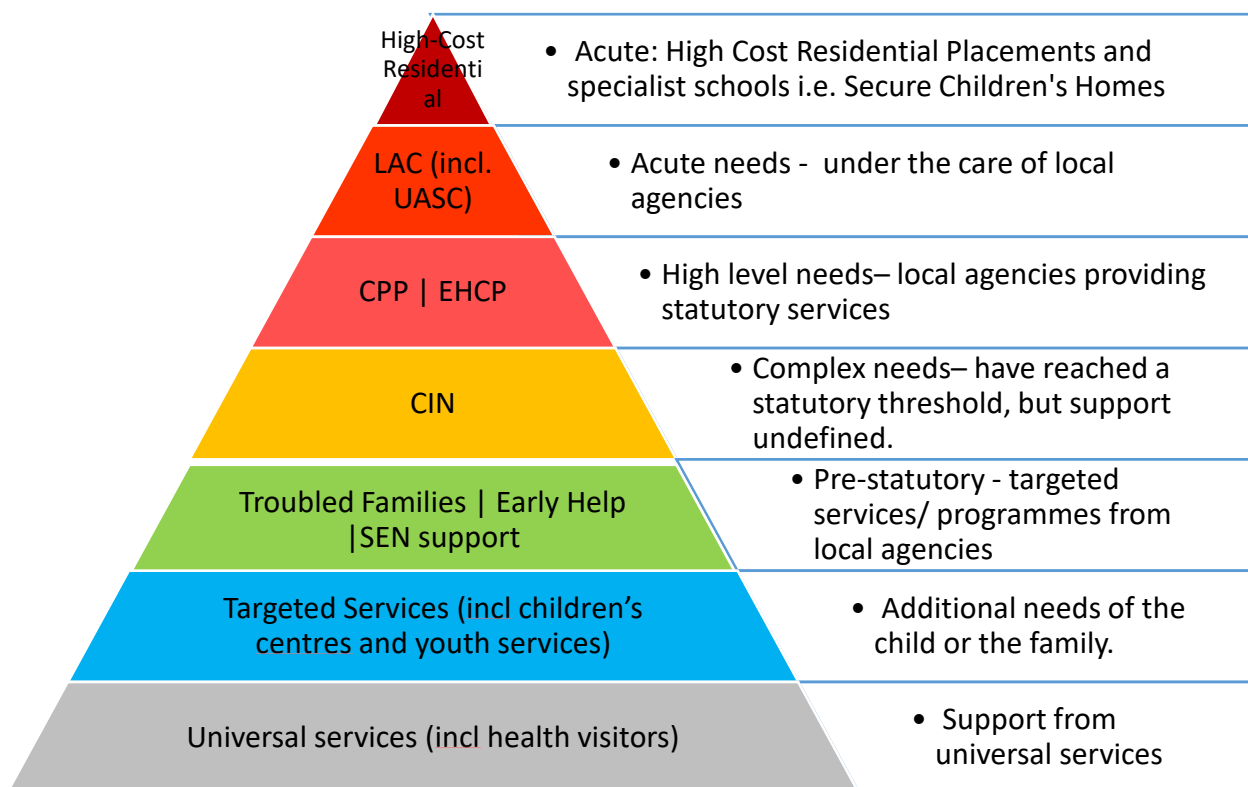 High-Cost
Residenti
al
• Acute: High Cost Residential Placements and
specialist schools i.e. Secure Children's Homes
LAC (incl.
UASC)
• Acute needs - under the care of local
agencies
CPP | EHCP
• High level needs– local agencies providing
statutory services
CIN
• Complex needs– have reached a
statutory threshold, but support
undefined.
Troubled Families | Early Help
|SEN support
• Pre-statutory - targeted
services/ programmes from
local agencies
Targeted Services (incl children’s
centres and youth services)
• Additional needs of the
child or the family.
Universal services (incl health visitors)
• Support from
universal services